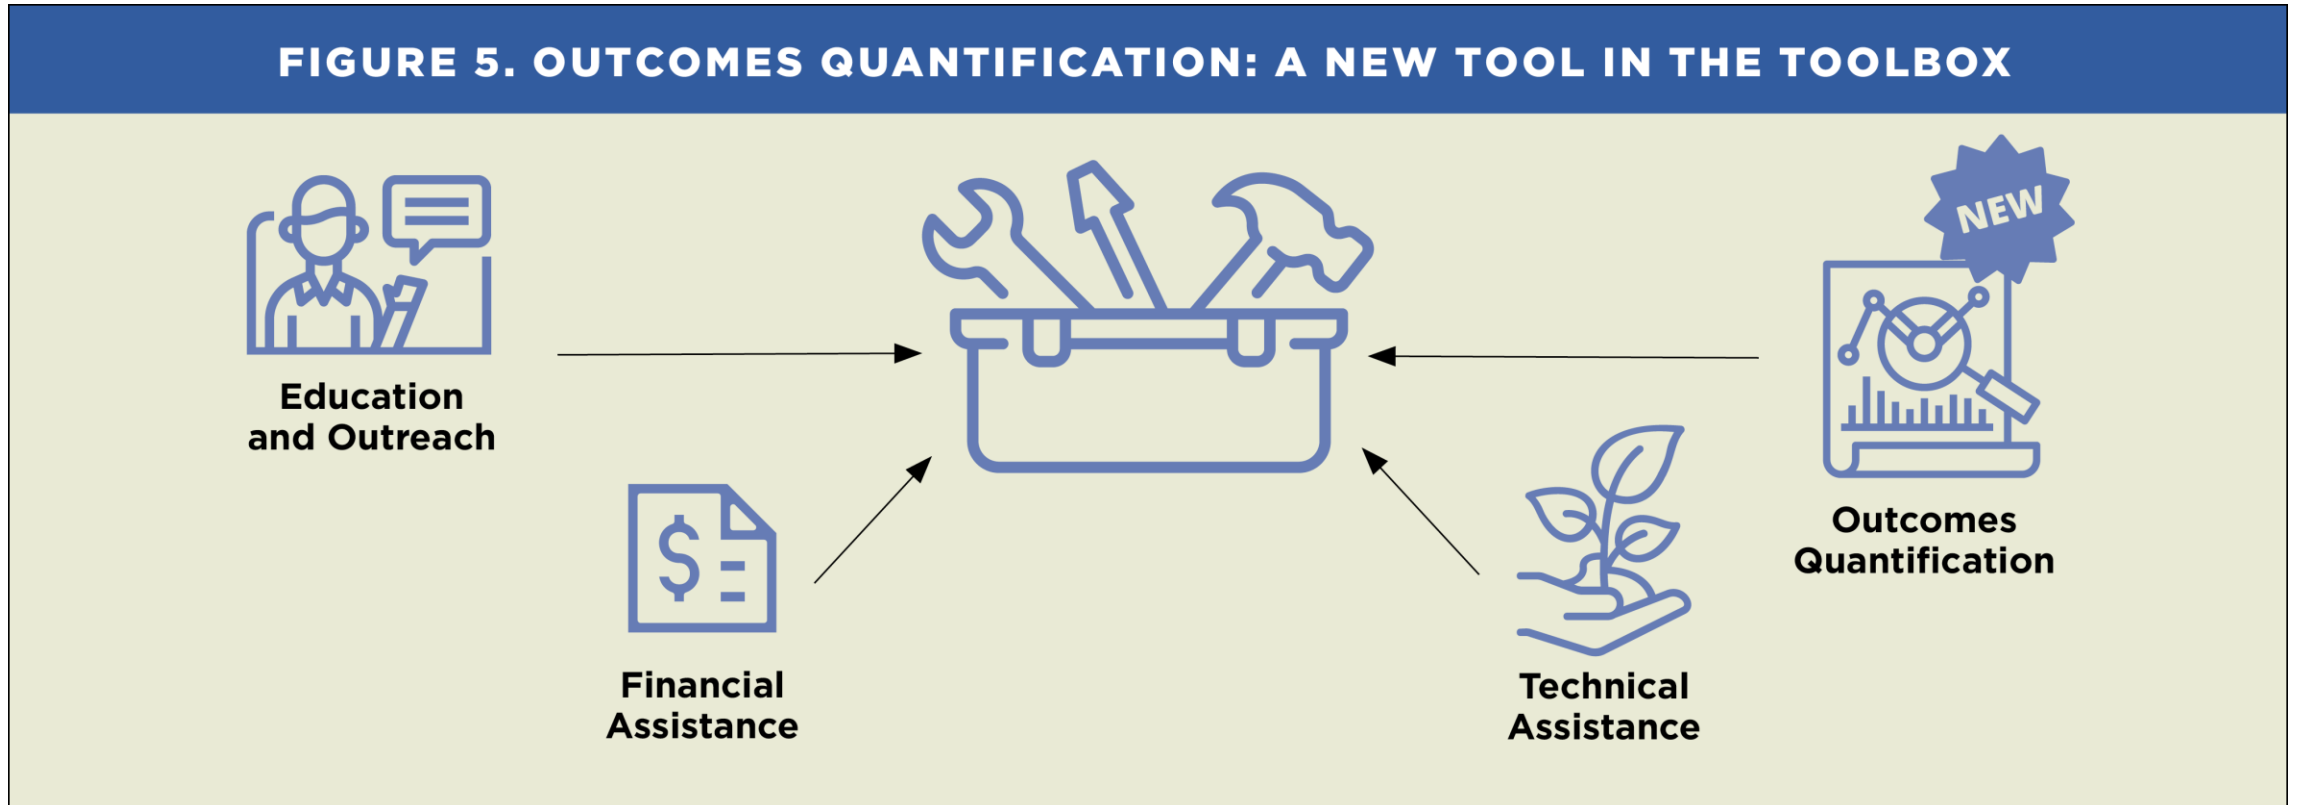 FIGURE 5. OUTCOMES QUANTIFICATION: A NEW TOOL IN THE TOOLBOX
NEW
Education
and Outreach
Financial
Assistance
Technical
Assistance
Outcomes
Quantification